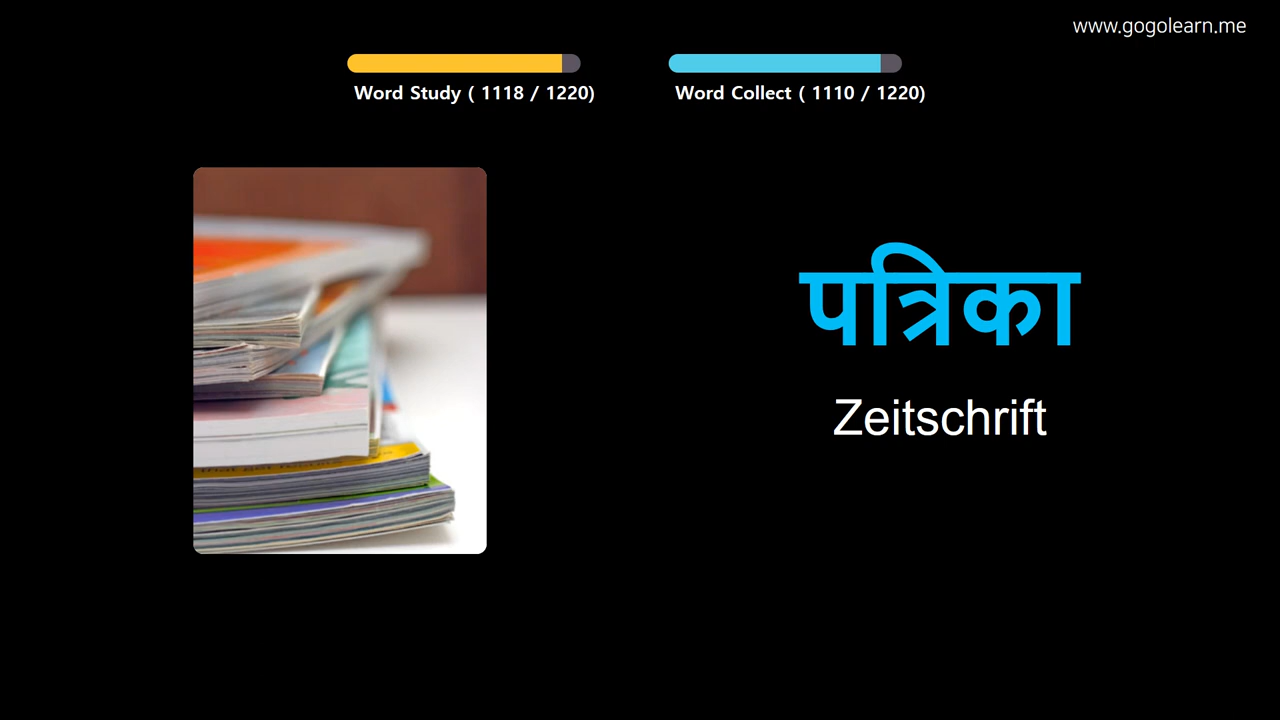 www.gogolearn.me
Word Study ( 1118 / 1220)
Word Collect ( 1110 / 1220)
पत्रिका
Zeitschrift